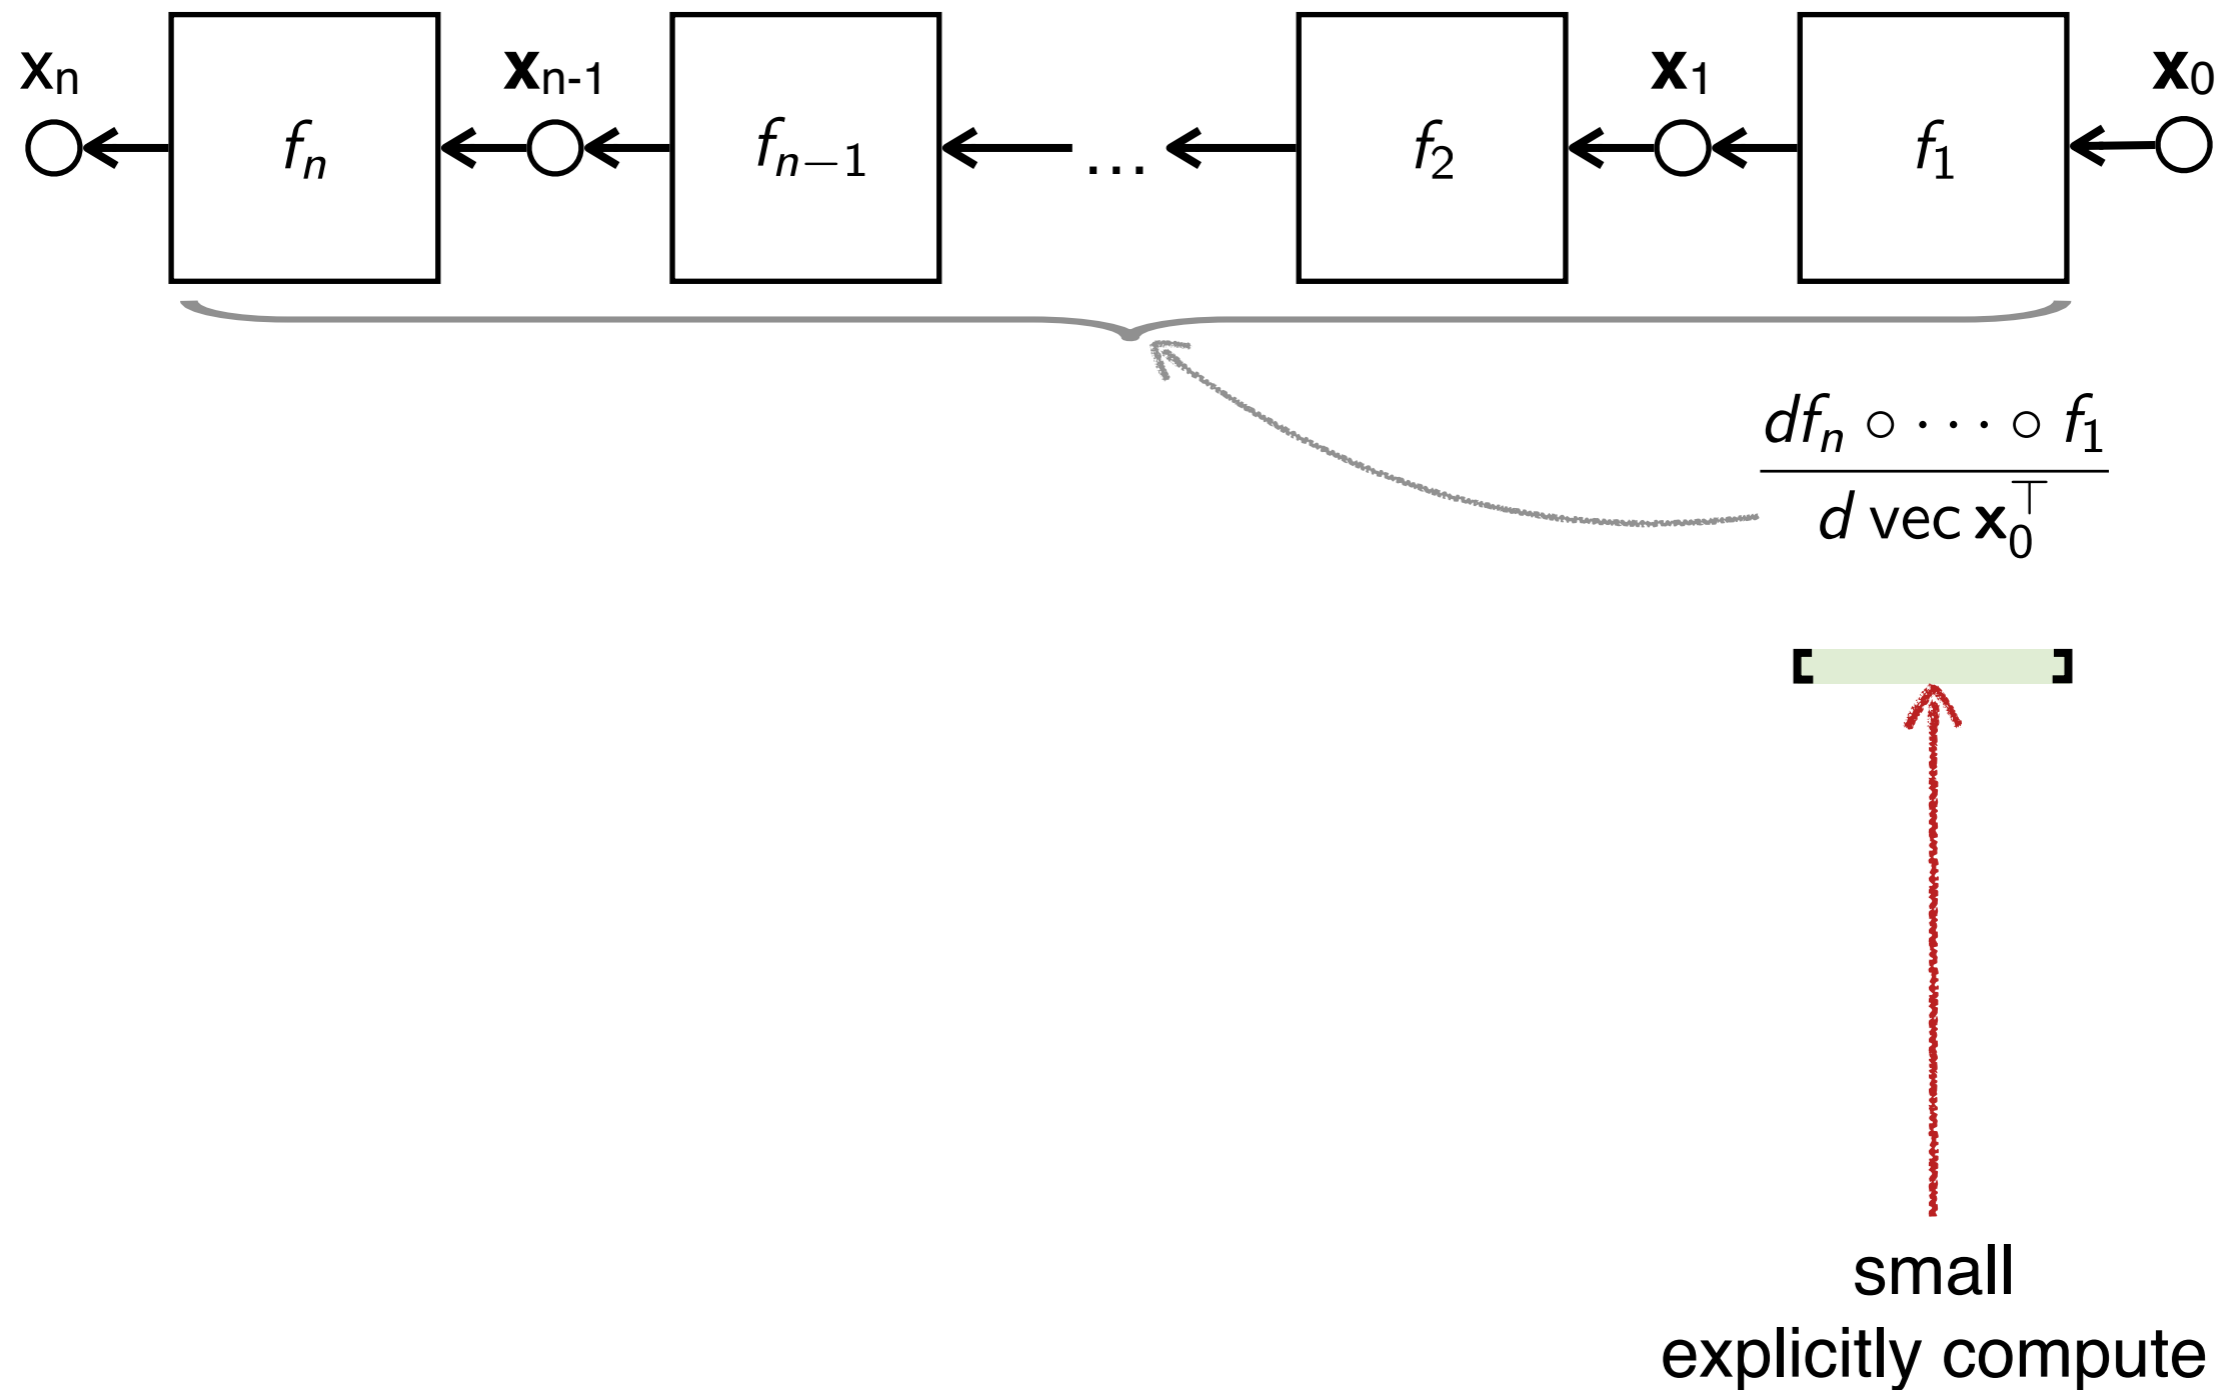 xₙ 𝐱ₙ₋₁ 𝐱₁ 𝐱₀
fₙ fₙ₋₁ ... f₂ f₁
dfₙ ∘ ··· ∘ f₁
d vec 𝐱₀^⊤
[ ]
small
explicitly compute